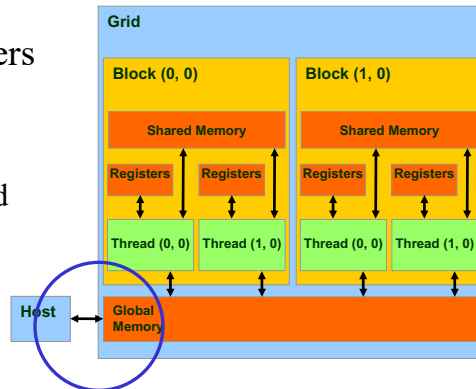 Grid
ers
Block (0, 0) Block (1, 0)
Shared Memory Shared Memory
Registers Registers Registers Registers
d
Thread (0, 0) Thread (1, 0) Thread (0, 0) Thread (1, 0)
Host
Global
Memory